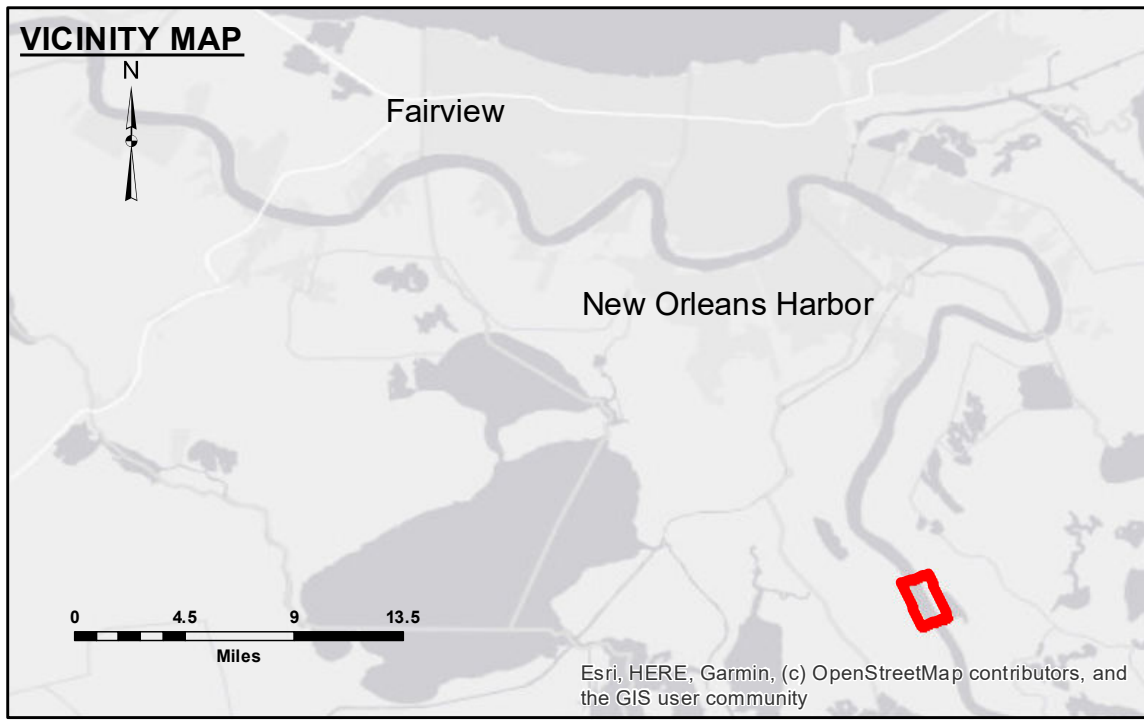 VICINITY MAP
N
Fairview
New Orleans Harbor
0 4.5 9 13.5
Miles
Esri, HERE, Garmin, (c) OpenStreetMap contributors, and
the GIS user community